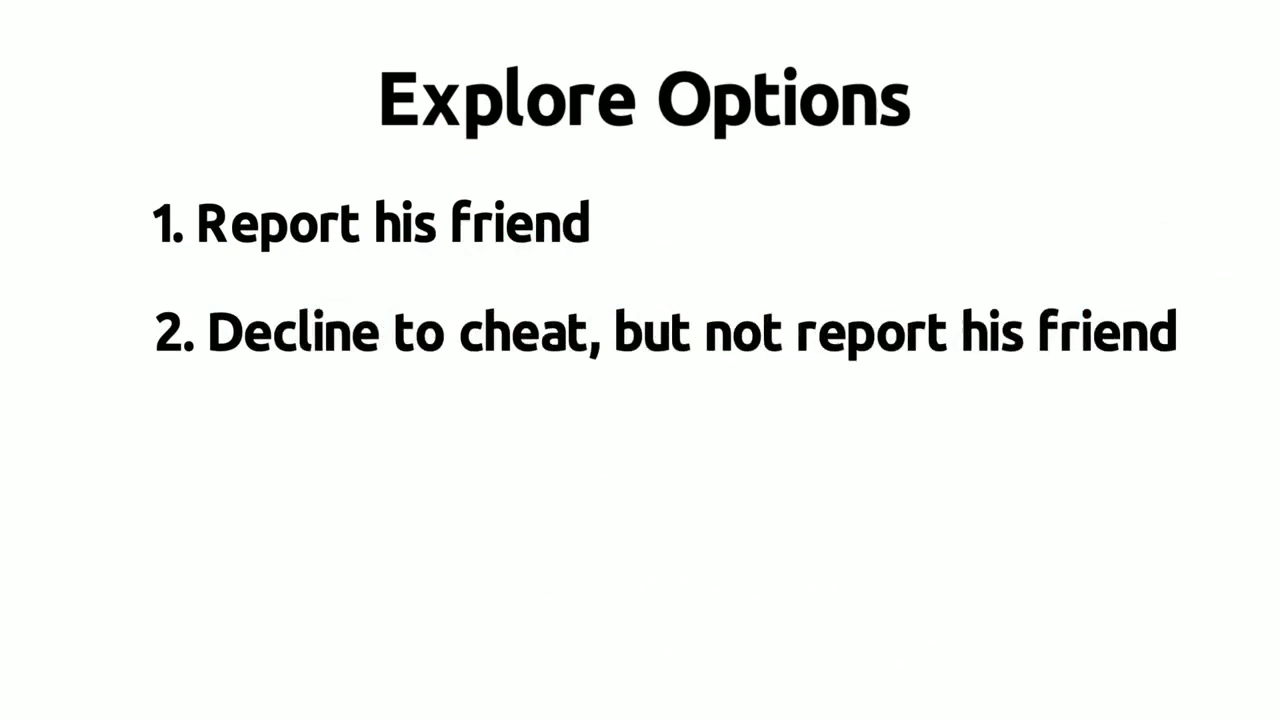 Explore Options
1. Report his friend
2. Decline to cheat, but not report his friend